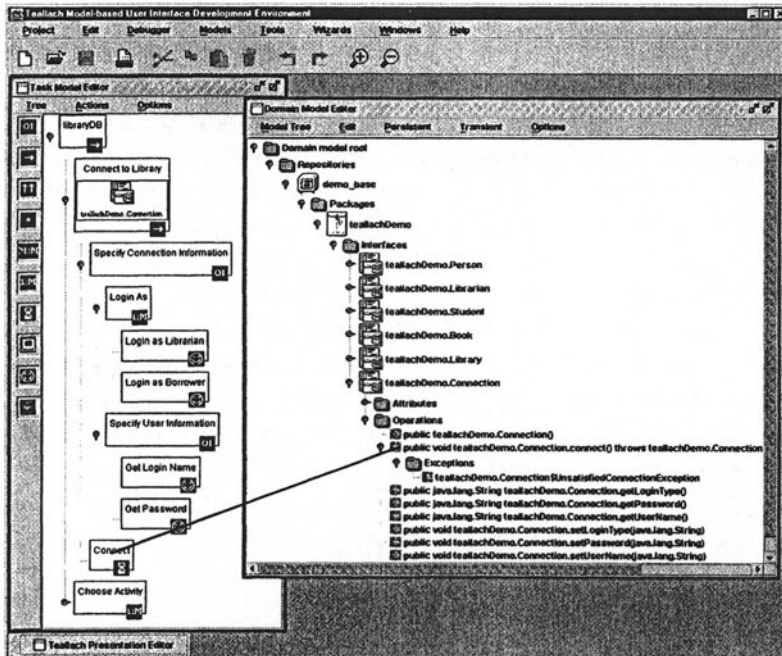 Teallach Model-based User Interface Development Environment
Project Edit Debugger Models Tools Wizards Windows Help
Task Model Editor
Tree Actions Options
libraryDB
Connect to Library
teallachDemo.Connection
Specify Connection Information
Login As
Login as Librarian
Login as Borrower
Specify User Information
Get Login Name
Get Password
Connect
Choose Activity
Domain Model Editor
Model Tree Edit Persistent Transient Options
Domain model root
Repositories
demo_base
Packages
teallachDemo
Interfaces
teallachDemo.Person
teallachDemo.Librarian
teallachDemo.Student
teallachDemo.Book
teallachDemo.Library
teallachDemo.Connection
Attributes
Operations
public teallachDemo.Connection()
public void teallachDemo.Connection.connect() throws teallachDemo.Connection
Exceptions
teallachDemo.Connection$UnsatisfiedConnectionException
public java.lang.String teallachDemo.Connection.getLoginType()
public java.lang.String teallachDemo.Connection.getPassword()
public java.lang.String teallachDemo.Connection.getUserName()
public void teallachDemo.Connection.setLoginType(java.lang.String)
public void teallachDemo.Connection.setPassword(java.lang.String)
public void teallachDemo.Connection.setUserName(java.lang.String)
Teallach Presentation Editor